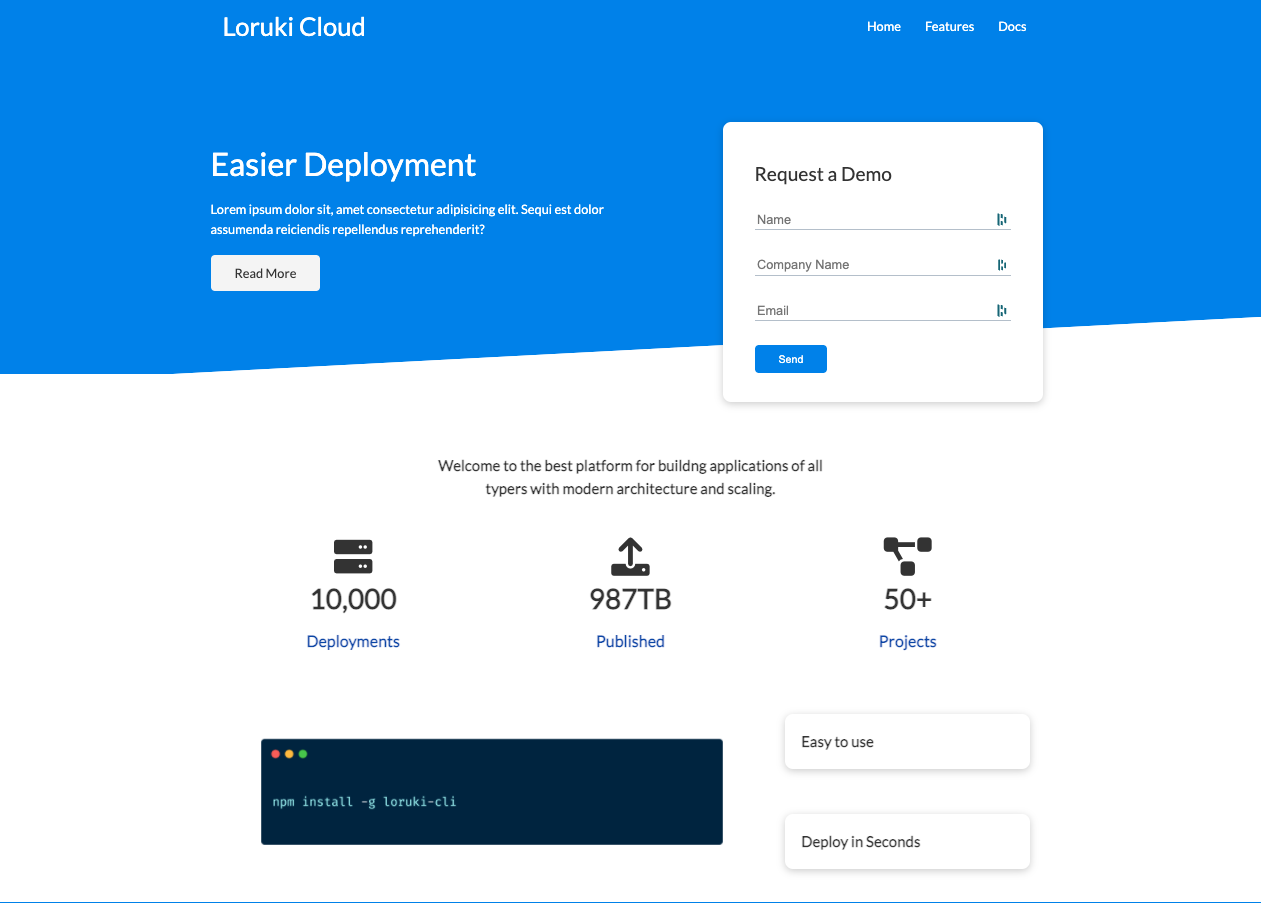 Loruki Cloud
Home Features Docs
Easier Deployment
Lorem ipsum dolor sit, amet consectetur adipisicing elit. Sequi est dolor
assumenda reiciendis repellendus reprehenderit?
Read More
Request a Demo
Name
Company Name
Email
Send
Welcome to the best platform for buildng applications of all
typers with modern architecture and scaling.
10,000
Deployments
987TB
Published
50+
Projects
npm install -g loruki-cli
Easy to use
Deploy in Seconds